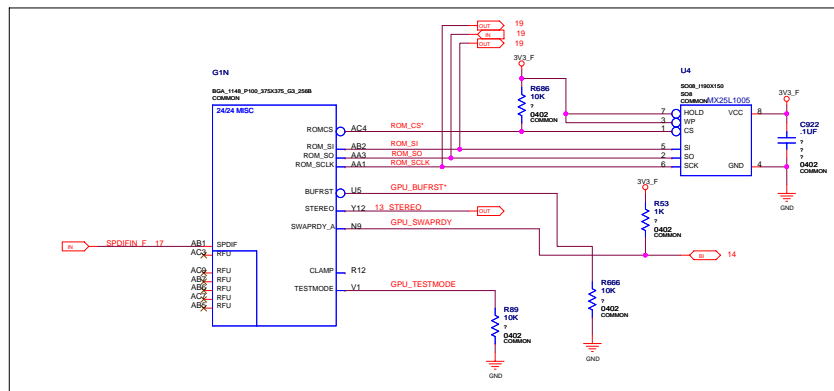 OUT 19
IN 19
OUT 19
3V3_F
G1N
BGA_1148_P100_375X375_G3_256B
COMMON
24/24 MISC
R686
10K
?
0402
COMMON
U4
SO08_I190X150
SO8
COMMON MX25L1005
3V3_F
7 HOLD VCC 8
3 WP
1 CS
C922
.1UF
?
?
0402
COMMON
ROMCS AC4 ROM_CS*
ROM_SI AB2 ROM_SI 5 SI
ROM_SO AA3 ROM_SO 2 SO
ROM_SCLK AA1 ROM_SCLK 6 SCK GND 4
GND
BUFRST U5 GPU_BUFRST*
3V3_F
STEREO Y12 13 STEREO OUT
SWAPRDY_A N9 GPU_SWAPRDY
R53
1K
?
0402
COMMON
IN SPDIFIN_F 17 AB1 SPDIF
AC3 RFU
BI 14
RFU
AB7 RFU
AB6 RFU
AC7 RFU
AB5 RFU
CLAMP R12
TESTMODE V1 GPU_TESTMODE
R666
10K
?
0402
COMMON
R89
10K
?
0402
COMMON
GND
GND